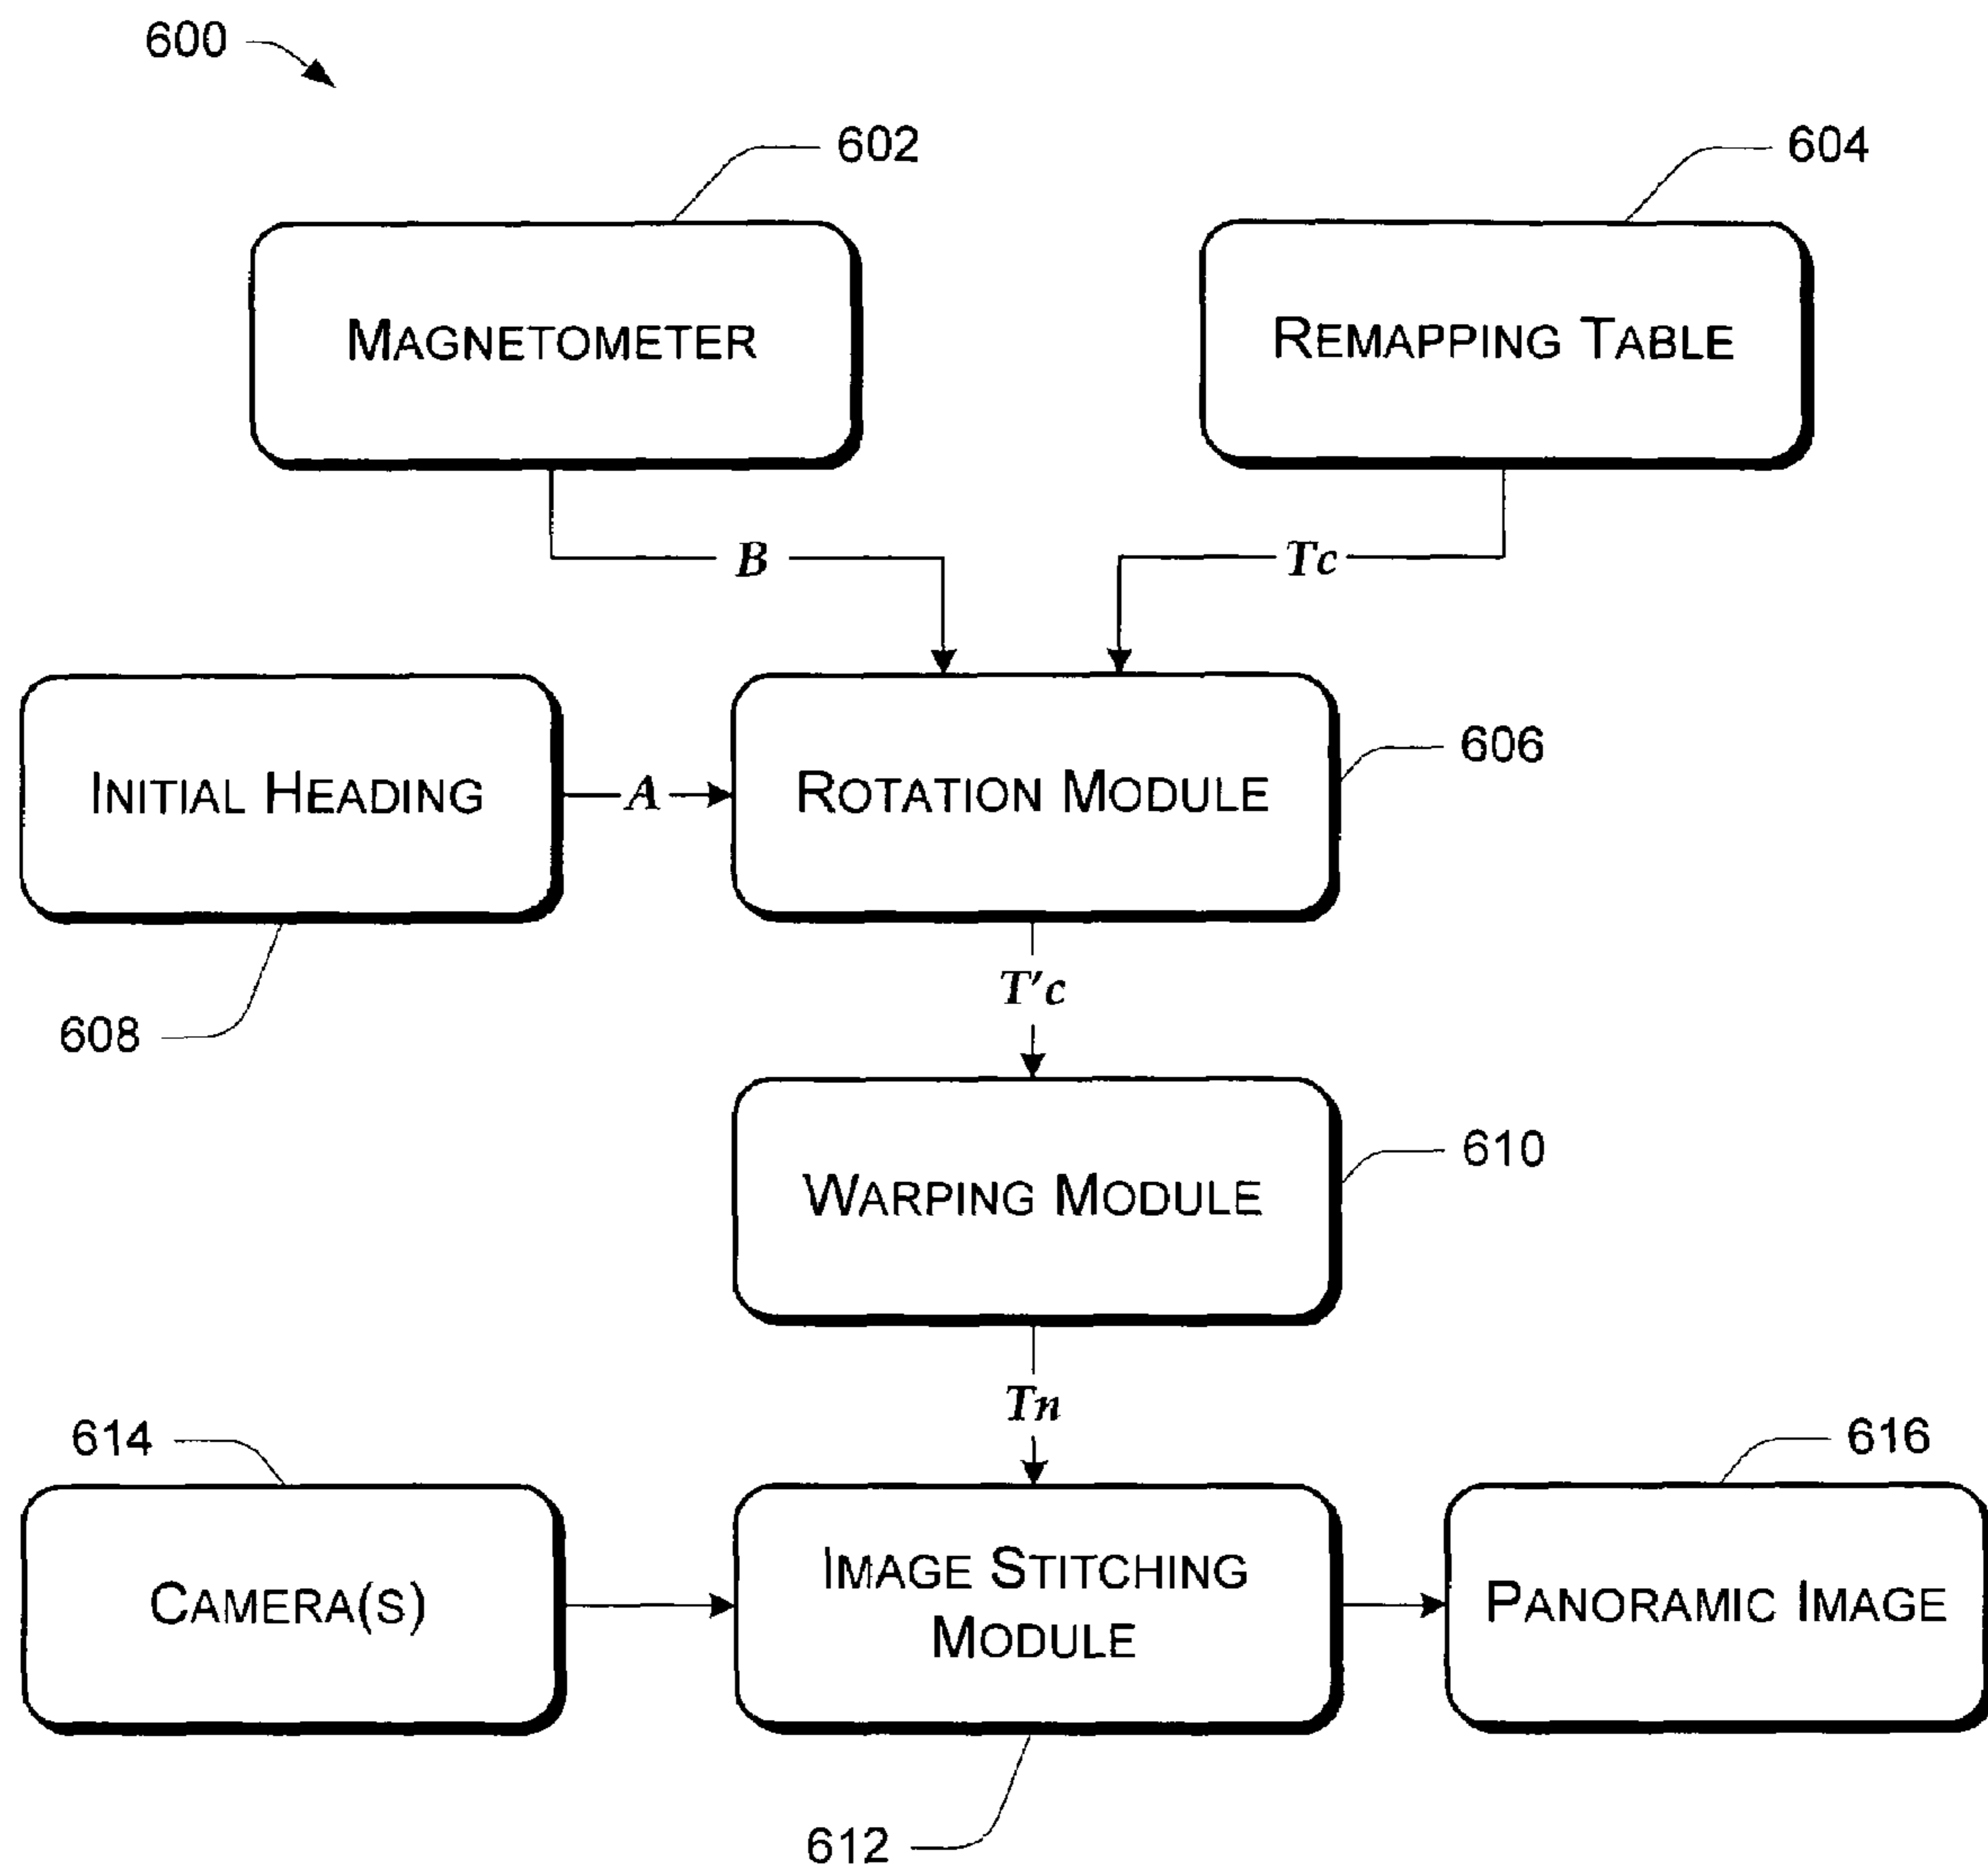 600
602
604
MAGNETOMETER
REMAPPING TABLE
B
Tc
INITIAL HEADING
A
ROTATION MODULE
606
608
T'c
WARPING MODULE
610
Tn
614
616
CAMERA(S)
IMAGE STITCHING
MODULE
PANORAMIC IMAGE
612